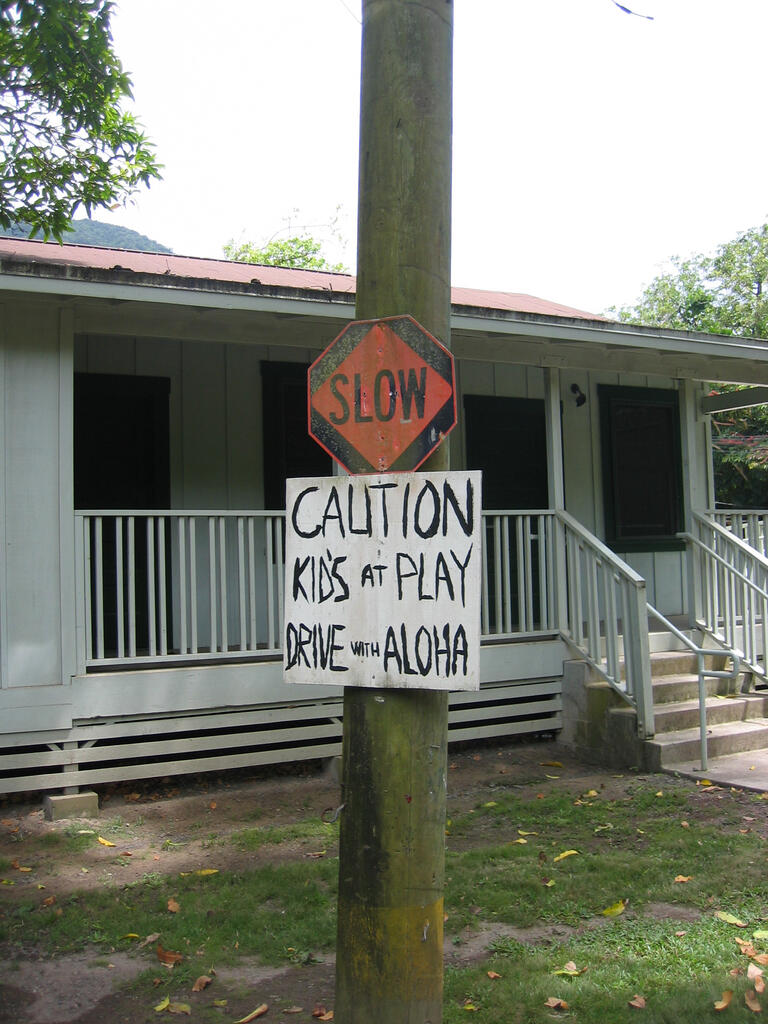 SLOW
CAUTION
KID'S AT PLAY
DRIVE WITH ALOHA